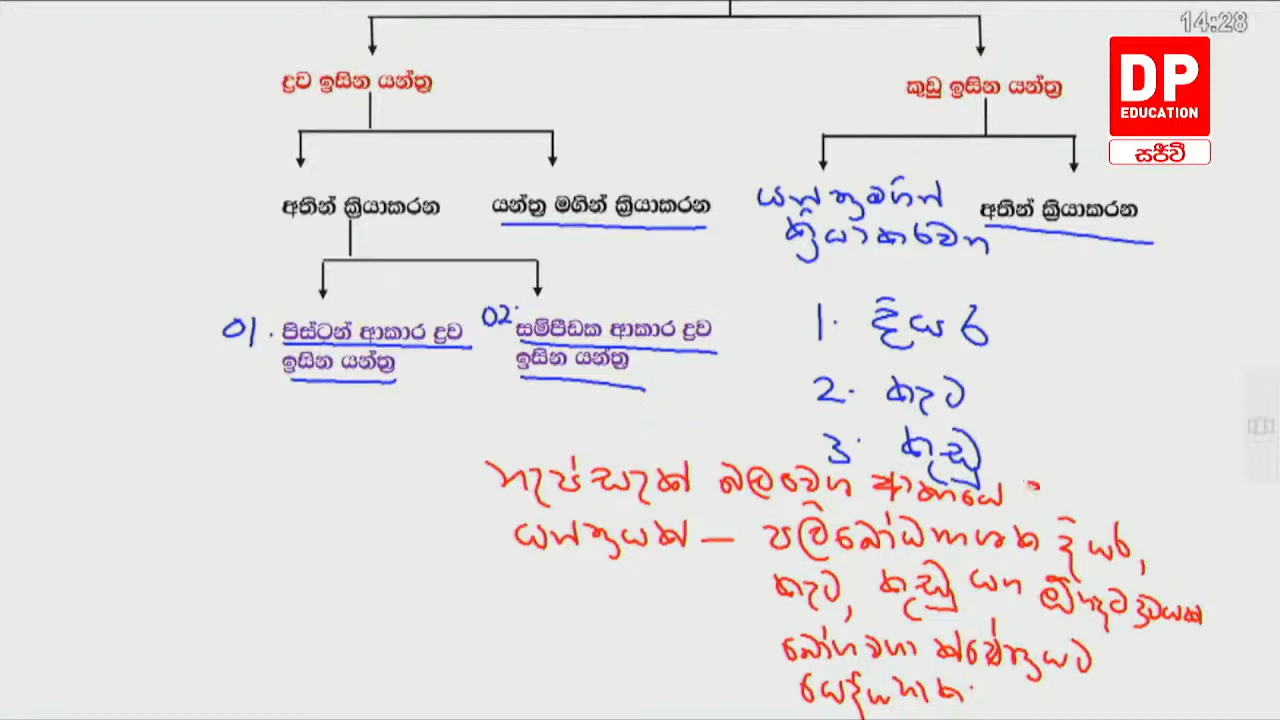 14:28
DP
EDUCATION
සජීවී
ද්‍රව ඉසින යන්ත්‍ර
කුඩු ඉසින යන්ත්‍ර
අතින් ක්‍රියාකරන
යන්ත්‍ර මගින් ක්‍රියාකරන
යන්ත්‍ර මගින්
ක්‍රියා කරවන
අතින් ක්‍රියාකරන
01. පිස්ටන් ආකාර ද්‍රව
ඉසින යන්ත්‍ර
02. සම්පීඩක ආකාර ද්‍රව
ඉසින යන්ත්‍ර
1. දියර
2. කැට
3. කුඩු
නැප්සැක් බලවේග ආකාරයේ
යන්ත්‍රයක් – පලිබෝධනාශක දියර,
කැට, කුඩු යන ඕනෑම ද්‍රව්‍යයක්
බෝග වගා ක්ෂේත්‍රයට
යෙදිය හැක.